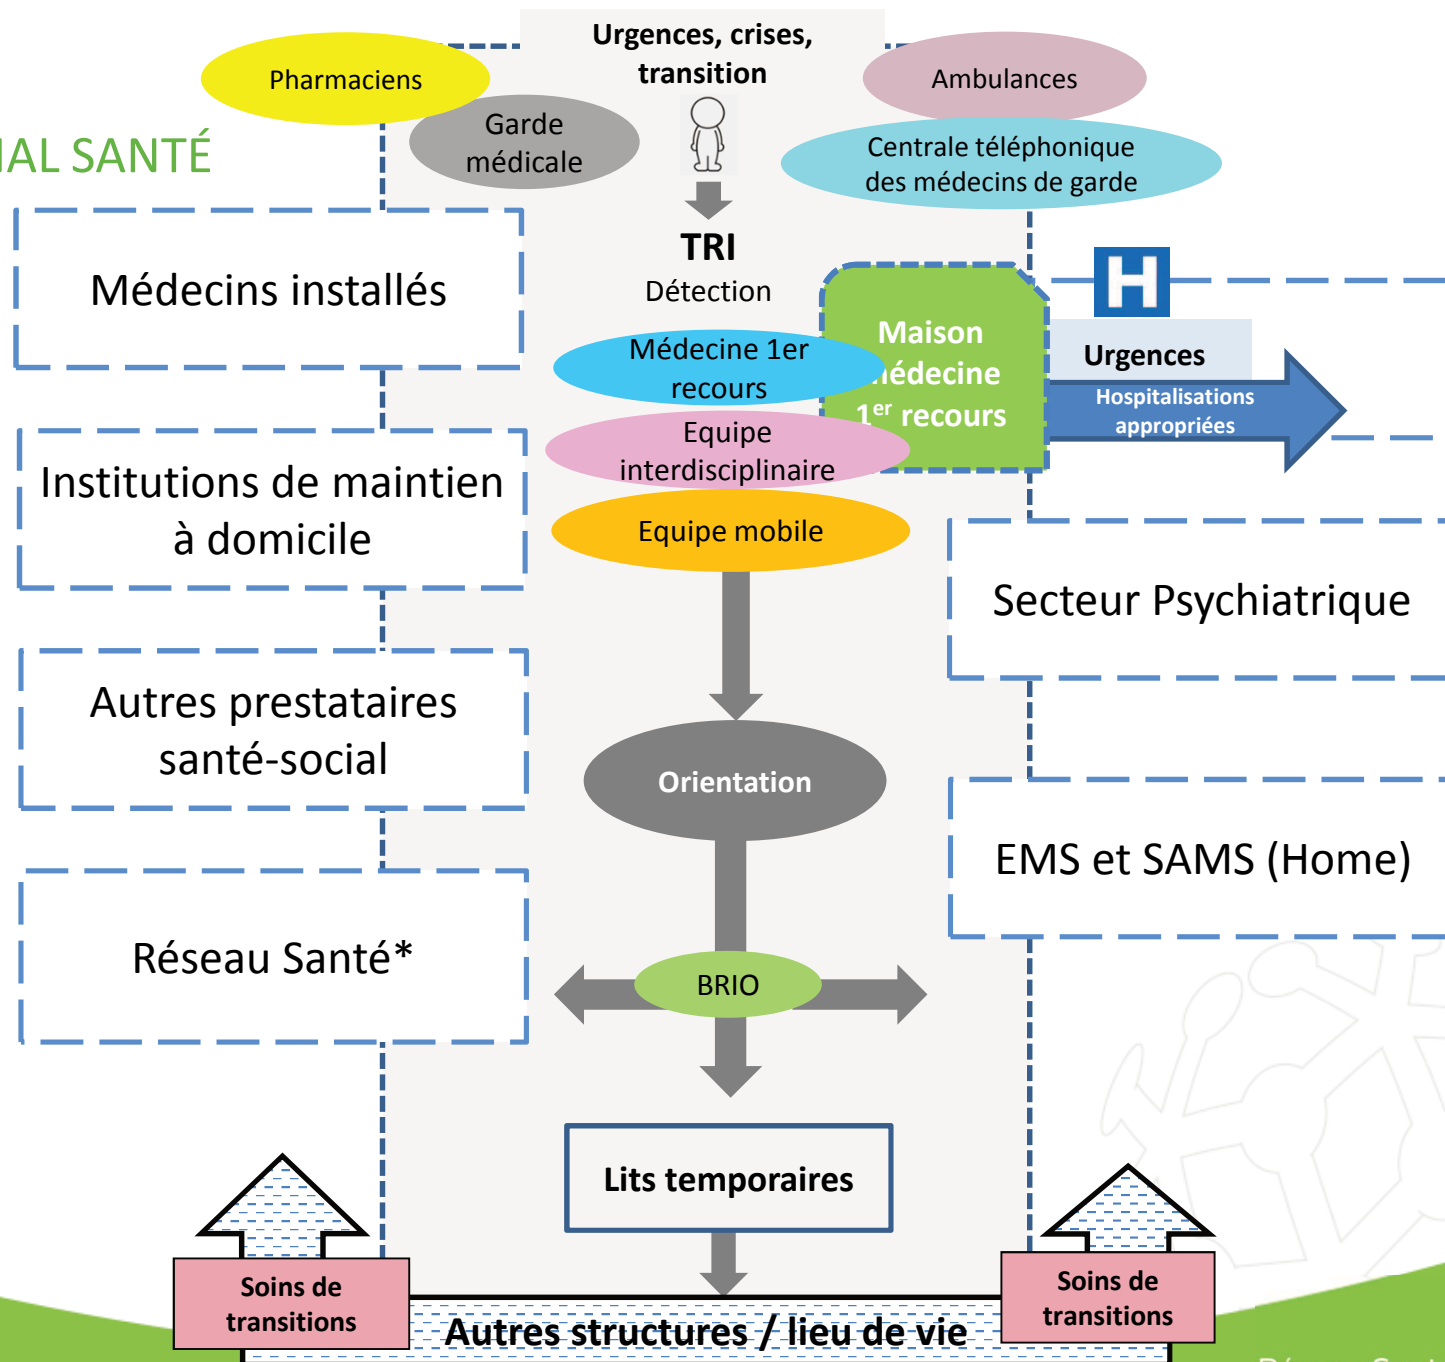 Urgences, crises,
transition
Pharmaciens
Ambulances
Garde
médicale
Centrale téléphonique
des médecins de garde
SANTÉ
TRI
Détection
Médecins installés
H
Médecine 1er
recours
Maison
médecine
1er recours
Urgences
Hospitalisations
appropriées
Equipe
interdisciplinaire
Institutions de maintien
à domicile
Equipe mobile
Secteur Psychiatrique
Autres prestataires
santé-social
Orientation
EMS et SAMS (Home)
Réseau Santé*
BRIO
Lits temporaires
Soins de
transitions
Soins de
transitions
Autres structures / lieu de vie